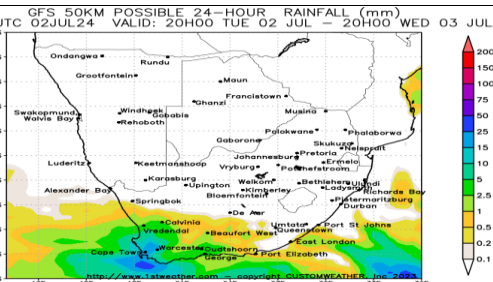 GFS 50KM POSSIBLE 24-HOUR RAINFALL (mm)
UTC 02JUL24 VALID: 20H00 TUE 02 JUL - 20H00 WED 03 JUL
Ondangwa
Rundu
Grootfontein
Maun
Francistown
Ghanzi
Musina
Swakopmund
Windhoek
Walvis Bay
Gobabis
Rehoboth
Polokwane
Phalaborwa
Gaborone
Skukuza
Nelspruit
Pretoria
Johannesburg
Ermelo
Luderitz
Keetmanshoop
Vryburg
Potchefstroom
Karasburg
Welkom
Bethlehem
Ulundi
Upington
Kimberley
Ladysmith
Alexander Bay
Richards Bay
Bloemfontein
Springbok
Pietermaritzburg
Durban
De Aar
Calvinia
Umtata
Port St Johns
Vredendal
Beaufort West
Queenstown
East London
Worcester
Oudtshoorn
Cape Town
Port Elizabeth
George
http://www.1stweather.com - copyright CUSTOMWEATHER, Inc 2023
200
150
100
75
50
25
15
10
5
2.5
1
0.5
0.2
0.1